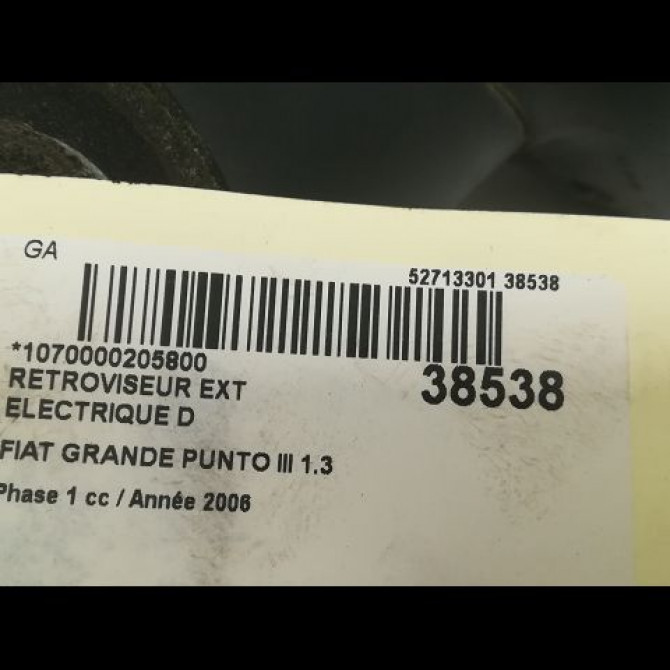 GA
52713301 38538
*1070000205800
38538
RETROVISEUR EXT
ELECTRIQUE D
FIAT GRANDE PUNTO III 1.3
Phase 1 cc / Année 2006